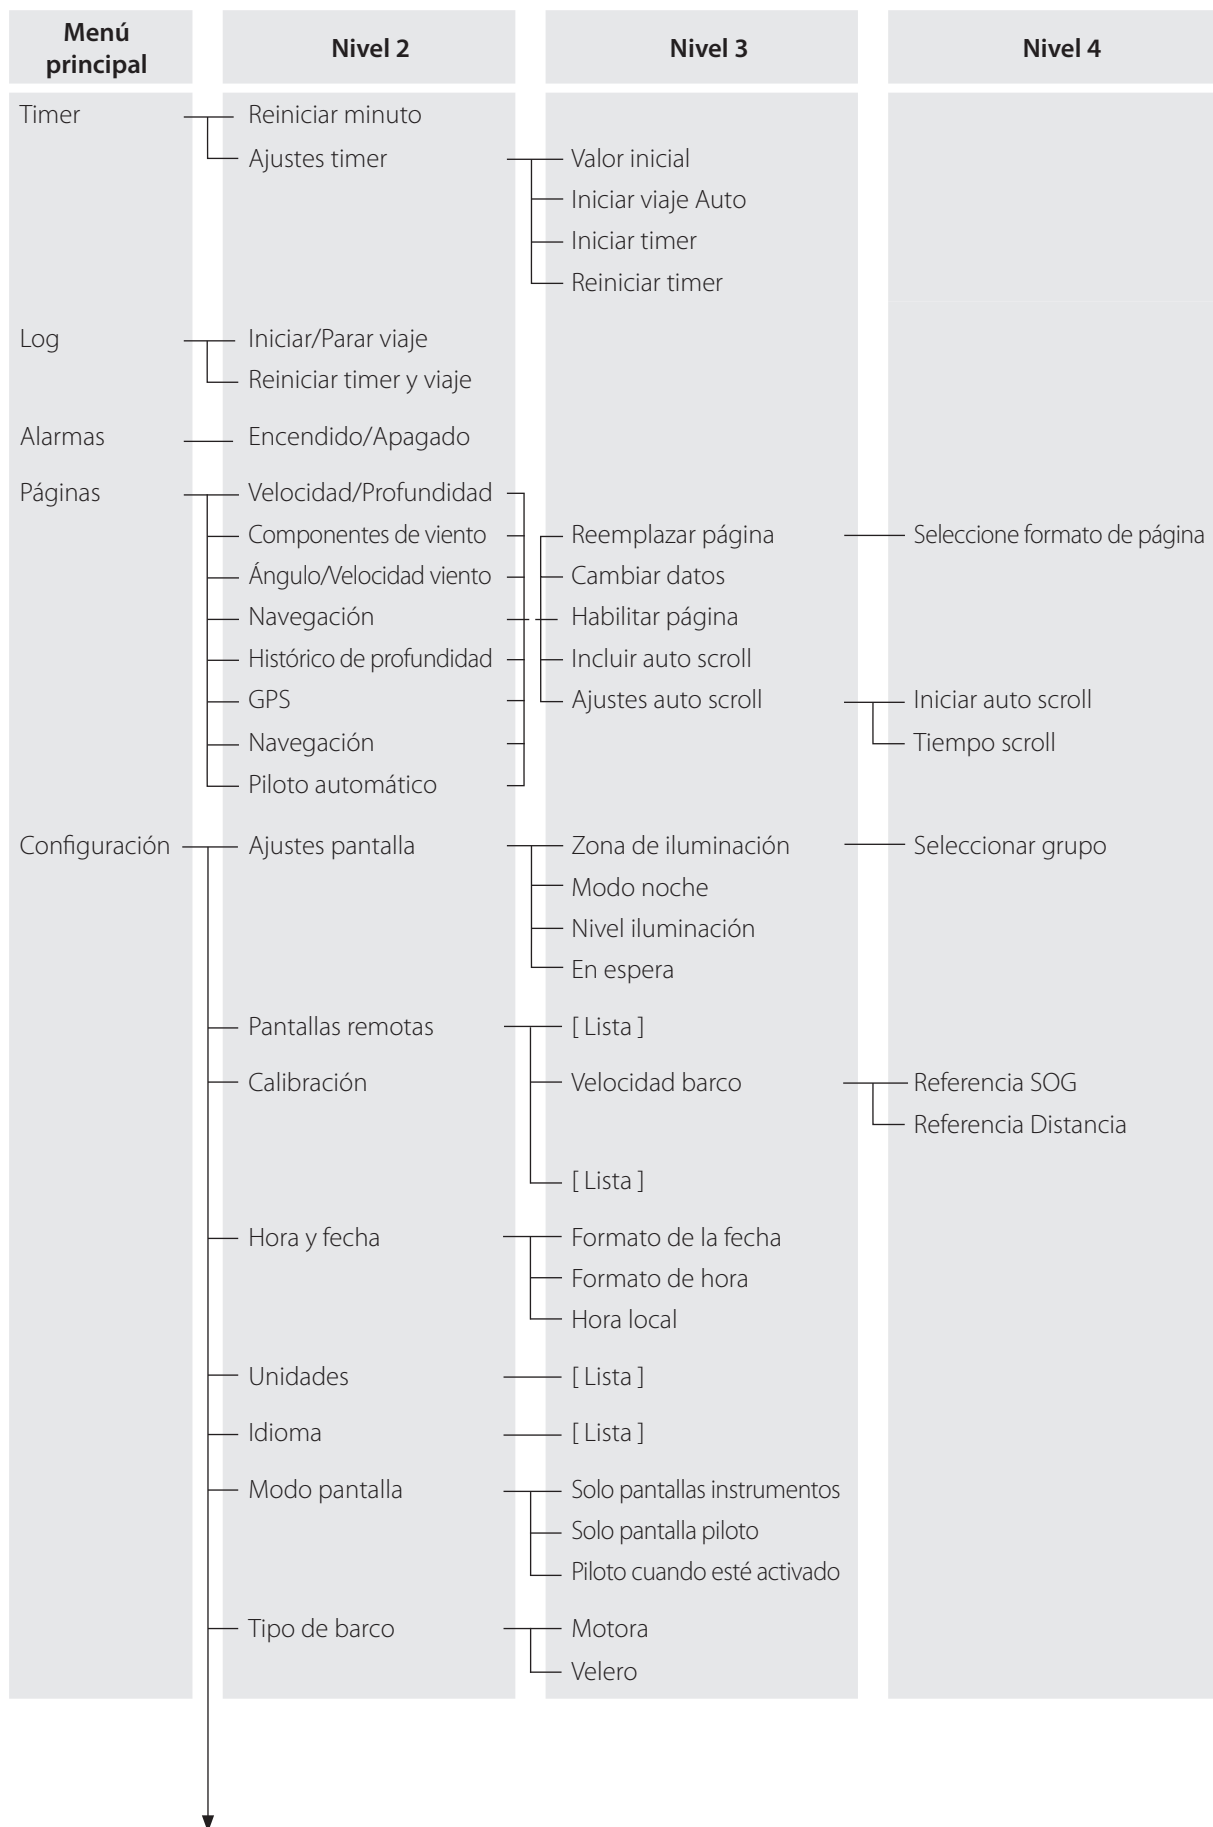 Menú principal
Nivel 2
Nivel 3
Nivel 4
Timer
Reiniciar minuto
Ajustes timer
Valor inicial
Iniciar viaje Auto
Iniciar timer
Reiniciar timer
Log
Iniciar/Parar viaje
Reiniciar timer y viaje
Alarmas
Encendido/Apagado
Páginas
Velocidad/Profundidad
Componentes de viento
Reemplazar página
Seleccione formato de página
Ángulo/Velocidad viento
Cambiar datos
Navegación
Habilitar página
Histórico de profundidad
Incluir auto scroll
GPS
Ajustes auto scroll
Iniciar auto scroll
Navegación
Tiempo scroll
Piloto automático
Configuración
Ajustes pantalla
Zona de iluminación
Seleccionar grupo
Modo noche
Nivel iluminación
En espera
Pantallas remotas
[ Lista ]
Calibración
Velocidad barco
Referencia SOG
Referencia Distancia
[ Lista ]
Hora y fecha
Formato de la fecha
Formato de hora
Hora local
Unidades
[ Lista ]
Idioma
[ Lista ]
Modo pantalla
Solo pantallas instrumentos
Solo pantalla piloto
Piloto cuando esté activado
Tipo de barco
Motora
Velero